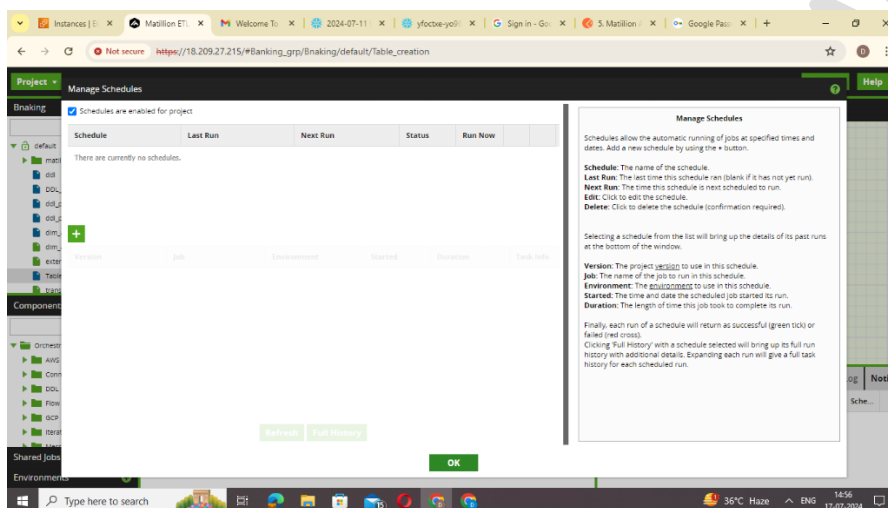 Instances | E
Matillion ET
Welcome To
2024-07-11
yfoctxe-yo9
Sign in - Goo
S. Matillion
Google Pass
Not secure https://18.209.27.215/#Banking_grp/Bnaking/default/Table_creation
Project
Manage Schedules
Help
Bnaking
Schedules are enabled for project
Schedule Last Run Next Run Status Run Now
There are currently no schedules.
default
matil
ddl
DDL_
ddl_p
ddl_p
dim_
dim_
exter
Table
trans
Version Job Environment Started Duration Task Info
Component
Orchestr
AWS
Conn
DDL
Flow
GCP
Iterat
Refresh Full History
Shared Jobs
Environments
OK
Manage Schedules
Schedules allow the automatic running of jobs at specified times and
dates. Add a new schedule by using the + button.
Schedule: The name of the schedule.
Last Run: The last time this schedule ran (blank if it has not yet run).
Next Run: The time this schedule is next scheduled to run.
Edit: Click to edit the schedule.
Delete: Click to delete the schedule (confirmation required).
Selecting a schedule from the list will bring up the details of its past runs
at the bottom of the window.
Version: The project version to use in this schedule.
Job: The name of the job to run in this schedule.
Environment: The environment to use in this schedule.
Started: The time and date the scheduled job started its run.
Duration: The length of time this job took to complete its run.
Finally, each run of a schedule will return as successful (green tick) or
failed (red cross).
Clicking 'Full History' with a schedule selected will bring up its full run
history with additional details. Expanding each run will give a full task
history for each scheduled run.
og Noti
Sche...
Type here to search
15
36°C Haze
ENG
14:56
17-07-2024